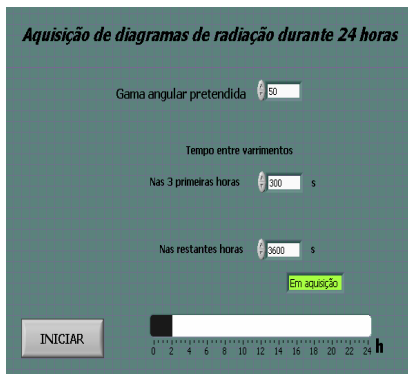 Aquisição de diagramas de radiação durante 24 horas
Gama angular pretendida 50
Tempo entre varrimentos
Nas 3 primeiras horas 300 s
Nas restantes horas 3600 s
Em aquisição
INICIAR
0 2 4 6 8 10 12 14 16 18 20 22 24 h